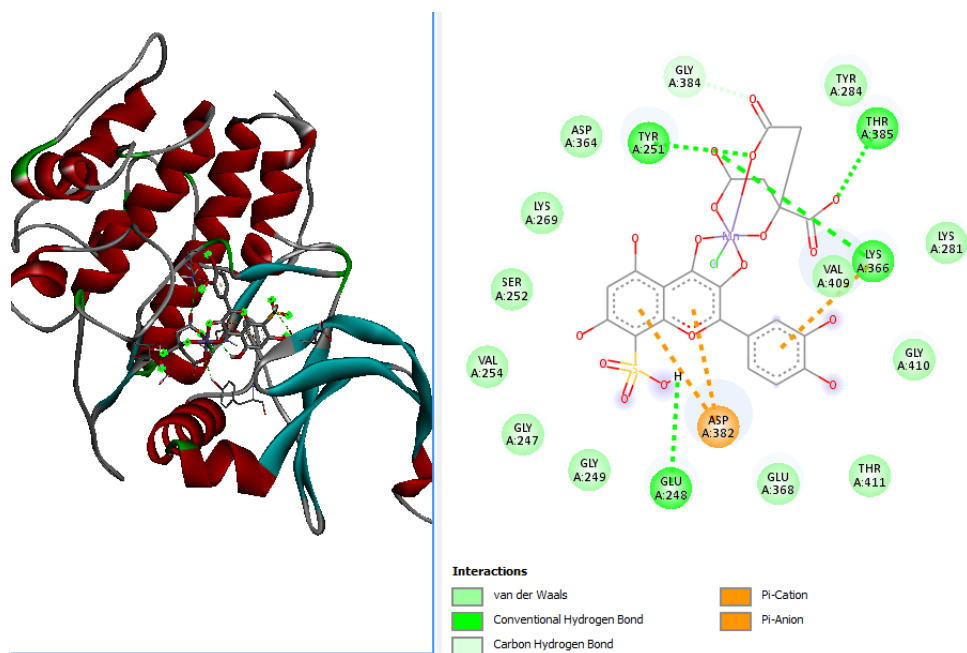 GLY
A:384
TYR
A:284
THR
A:385
ASP
A:364
TYR
A:251
O
O
O
O
O
LYS
A:269
O
Mn
O
O
O
Cl
O
O
O
VAL
A:409
LYS
A:366
LYS
A:281
SER
A:252
O
O
O
VAL
A:254
O
S
O
O
H
O
GLY
A:410
GLY
A:247
ASP
A:382
GLY
A:249
GLU
A:248
GLU
A:368
THR
A:411
Interactions
van der Waals
Conventional Hydrogen Bond
Carbon Hydrogen Bond
Pi-Cation
Pi-Anion